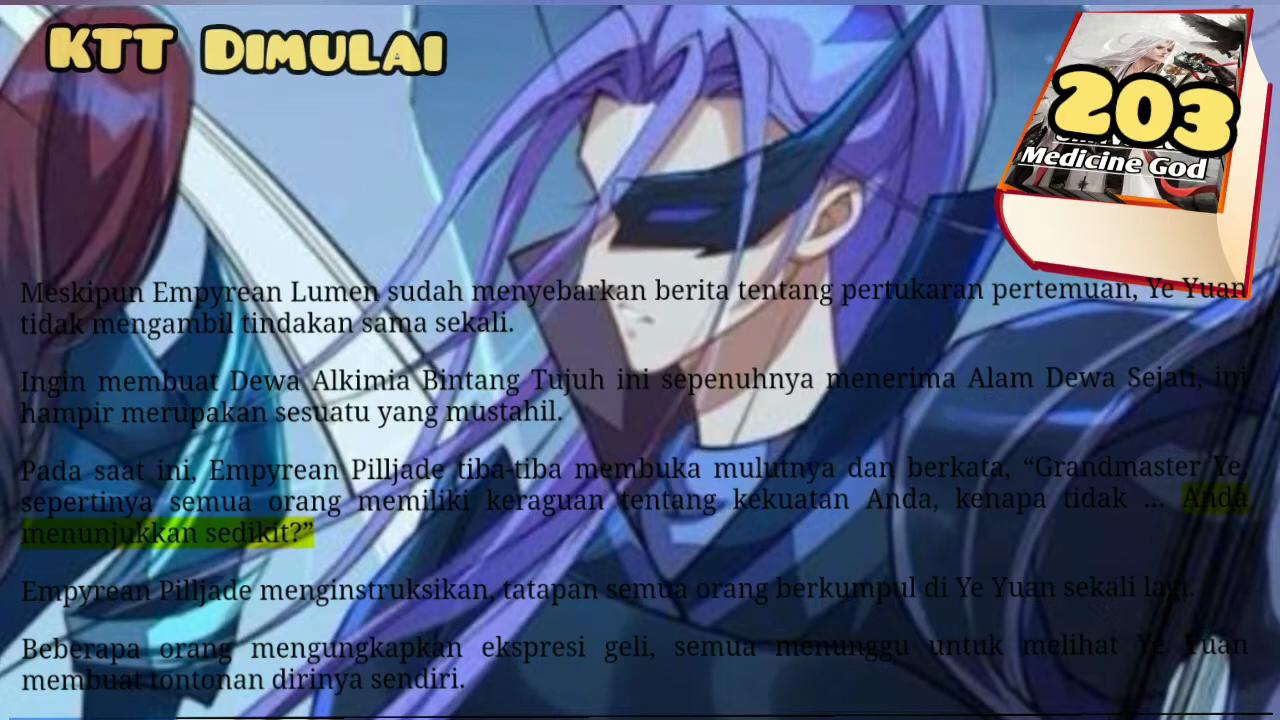 KTT DIMULAI
203
Medicine God
Meskipun Empyrean Lumen sudah menyebarkan berita tentang pertukaran pertemuan, Ye Yuan
tidak mengambil tindakan sama sekali.
Ingin membuat Dewa Alkimia Bintang Tujuh ini sepenuhnya menerima Alam Dewa Sejati, ini
hampir merupakan sesuatu yang mustahil.
Pada saat ini, Empyrean Pilljade tiba-tiba membuka mulutnya dan berkata, “Grandmaster Ye,
sepertinya semua orang memiliki keraguan tentang kekuatan Anda, kenapa tidak ... Anda
menunjukkan sedikit?”
Empyrean Pilljade menginstruksikan, tatapan semua orang berkumpul di Ye Yuan sekali lagi.
Beberapa orang mengungkapkan ekspresi geli, semua menunggu untuk melihat Ye Yuan
membuat tontonan dirinya sendiri.